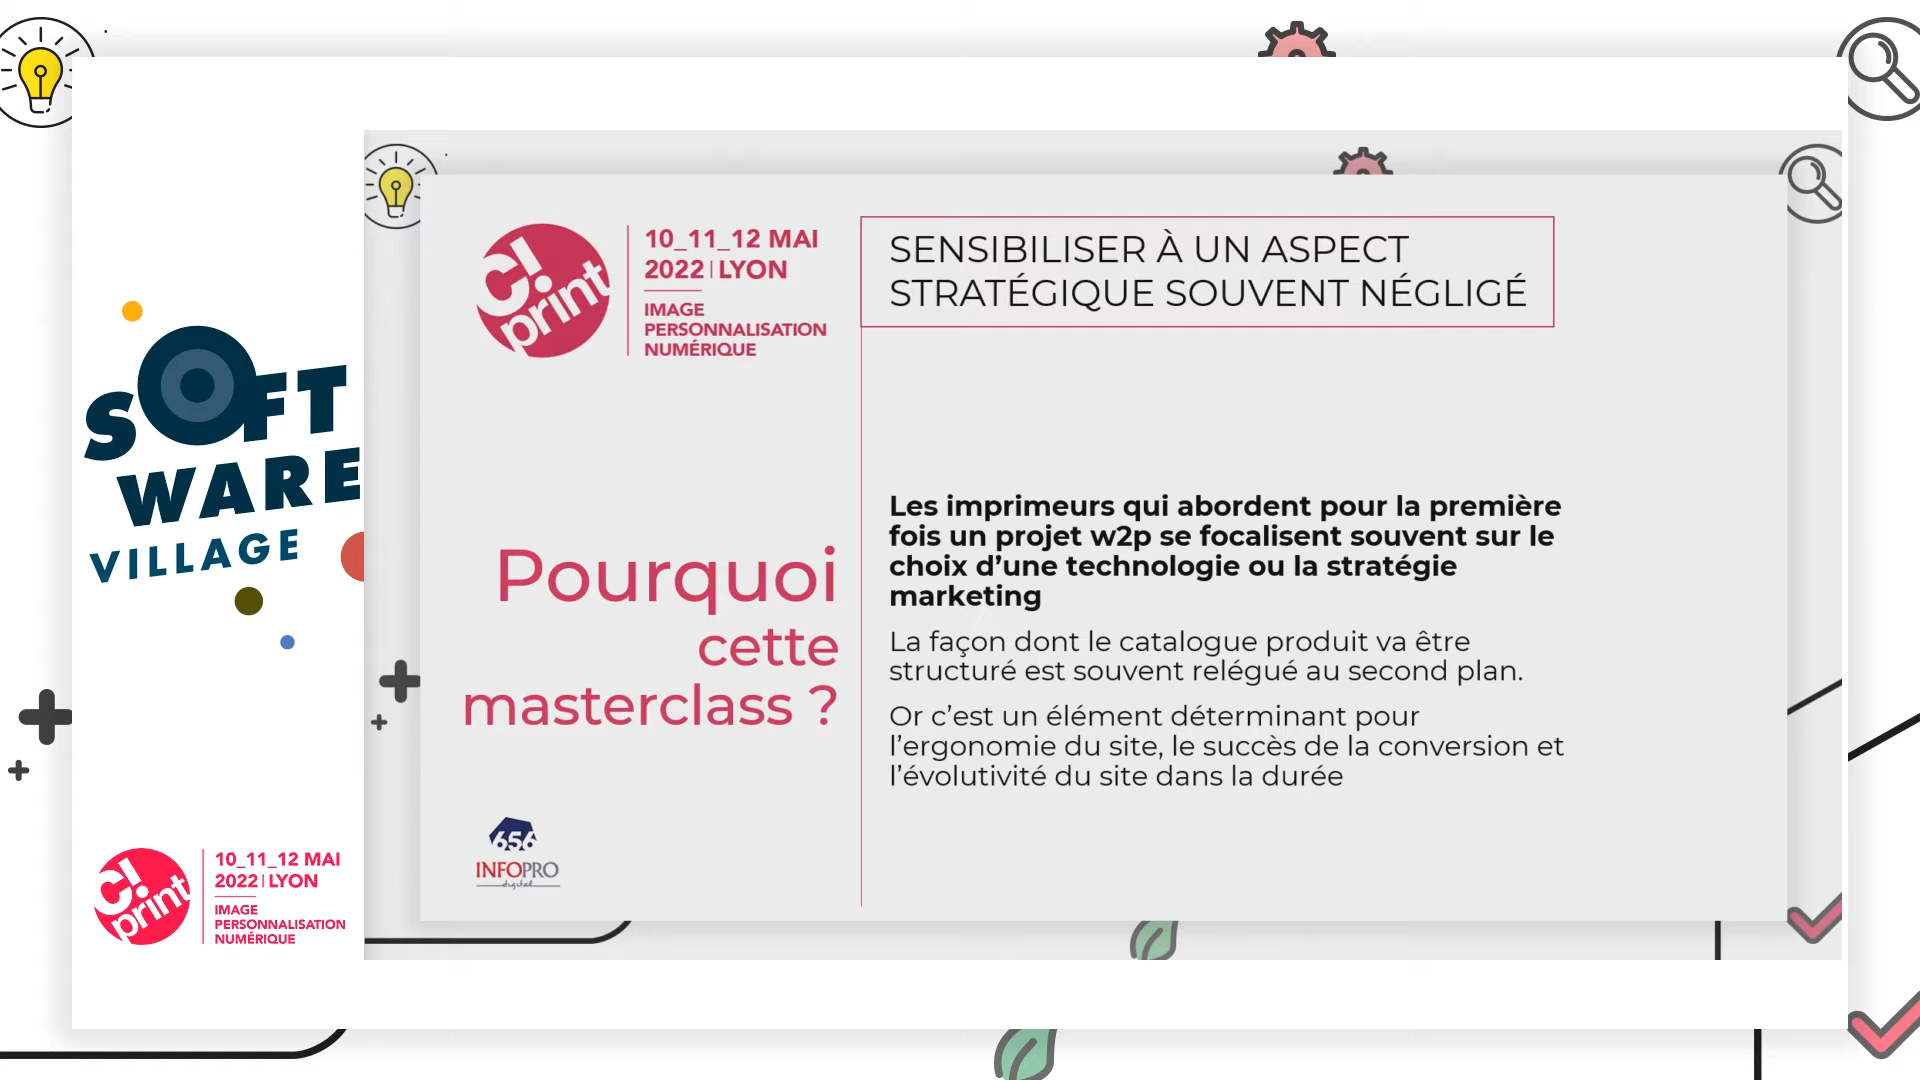 SOFT
WARE
VILLAGE
C!
print
10_11_12 MAI
2022 | LYON
IMAGE
PERSONNALISATION
NUMÉRIQUE
C!
print
10_11_12 MAI
2022 | LYON
IMAGE
PERSONNALISATION
NUMÉRIQUE
Pourquoi
cette
masterclass ?
656
INFOPRO
digital
SENSIBILISER À UN ASPECT
STRATÉGIQUE SOUVENT NÉGLIGÉ
Les imprimeurs qui abordent pour la première
fois un projet w2p se focalisent souvent sur le
choix d’une technologie ou la stratégie
marketing
La façon dont le catalogue produit va être
structuré est souvent relégué au second plan.
Or c’est un élément déterminant pour
l’ergonomie du site, le succès de la conversion et
l’évolutivité du site dans la durée